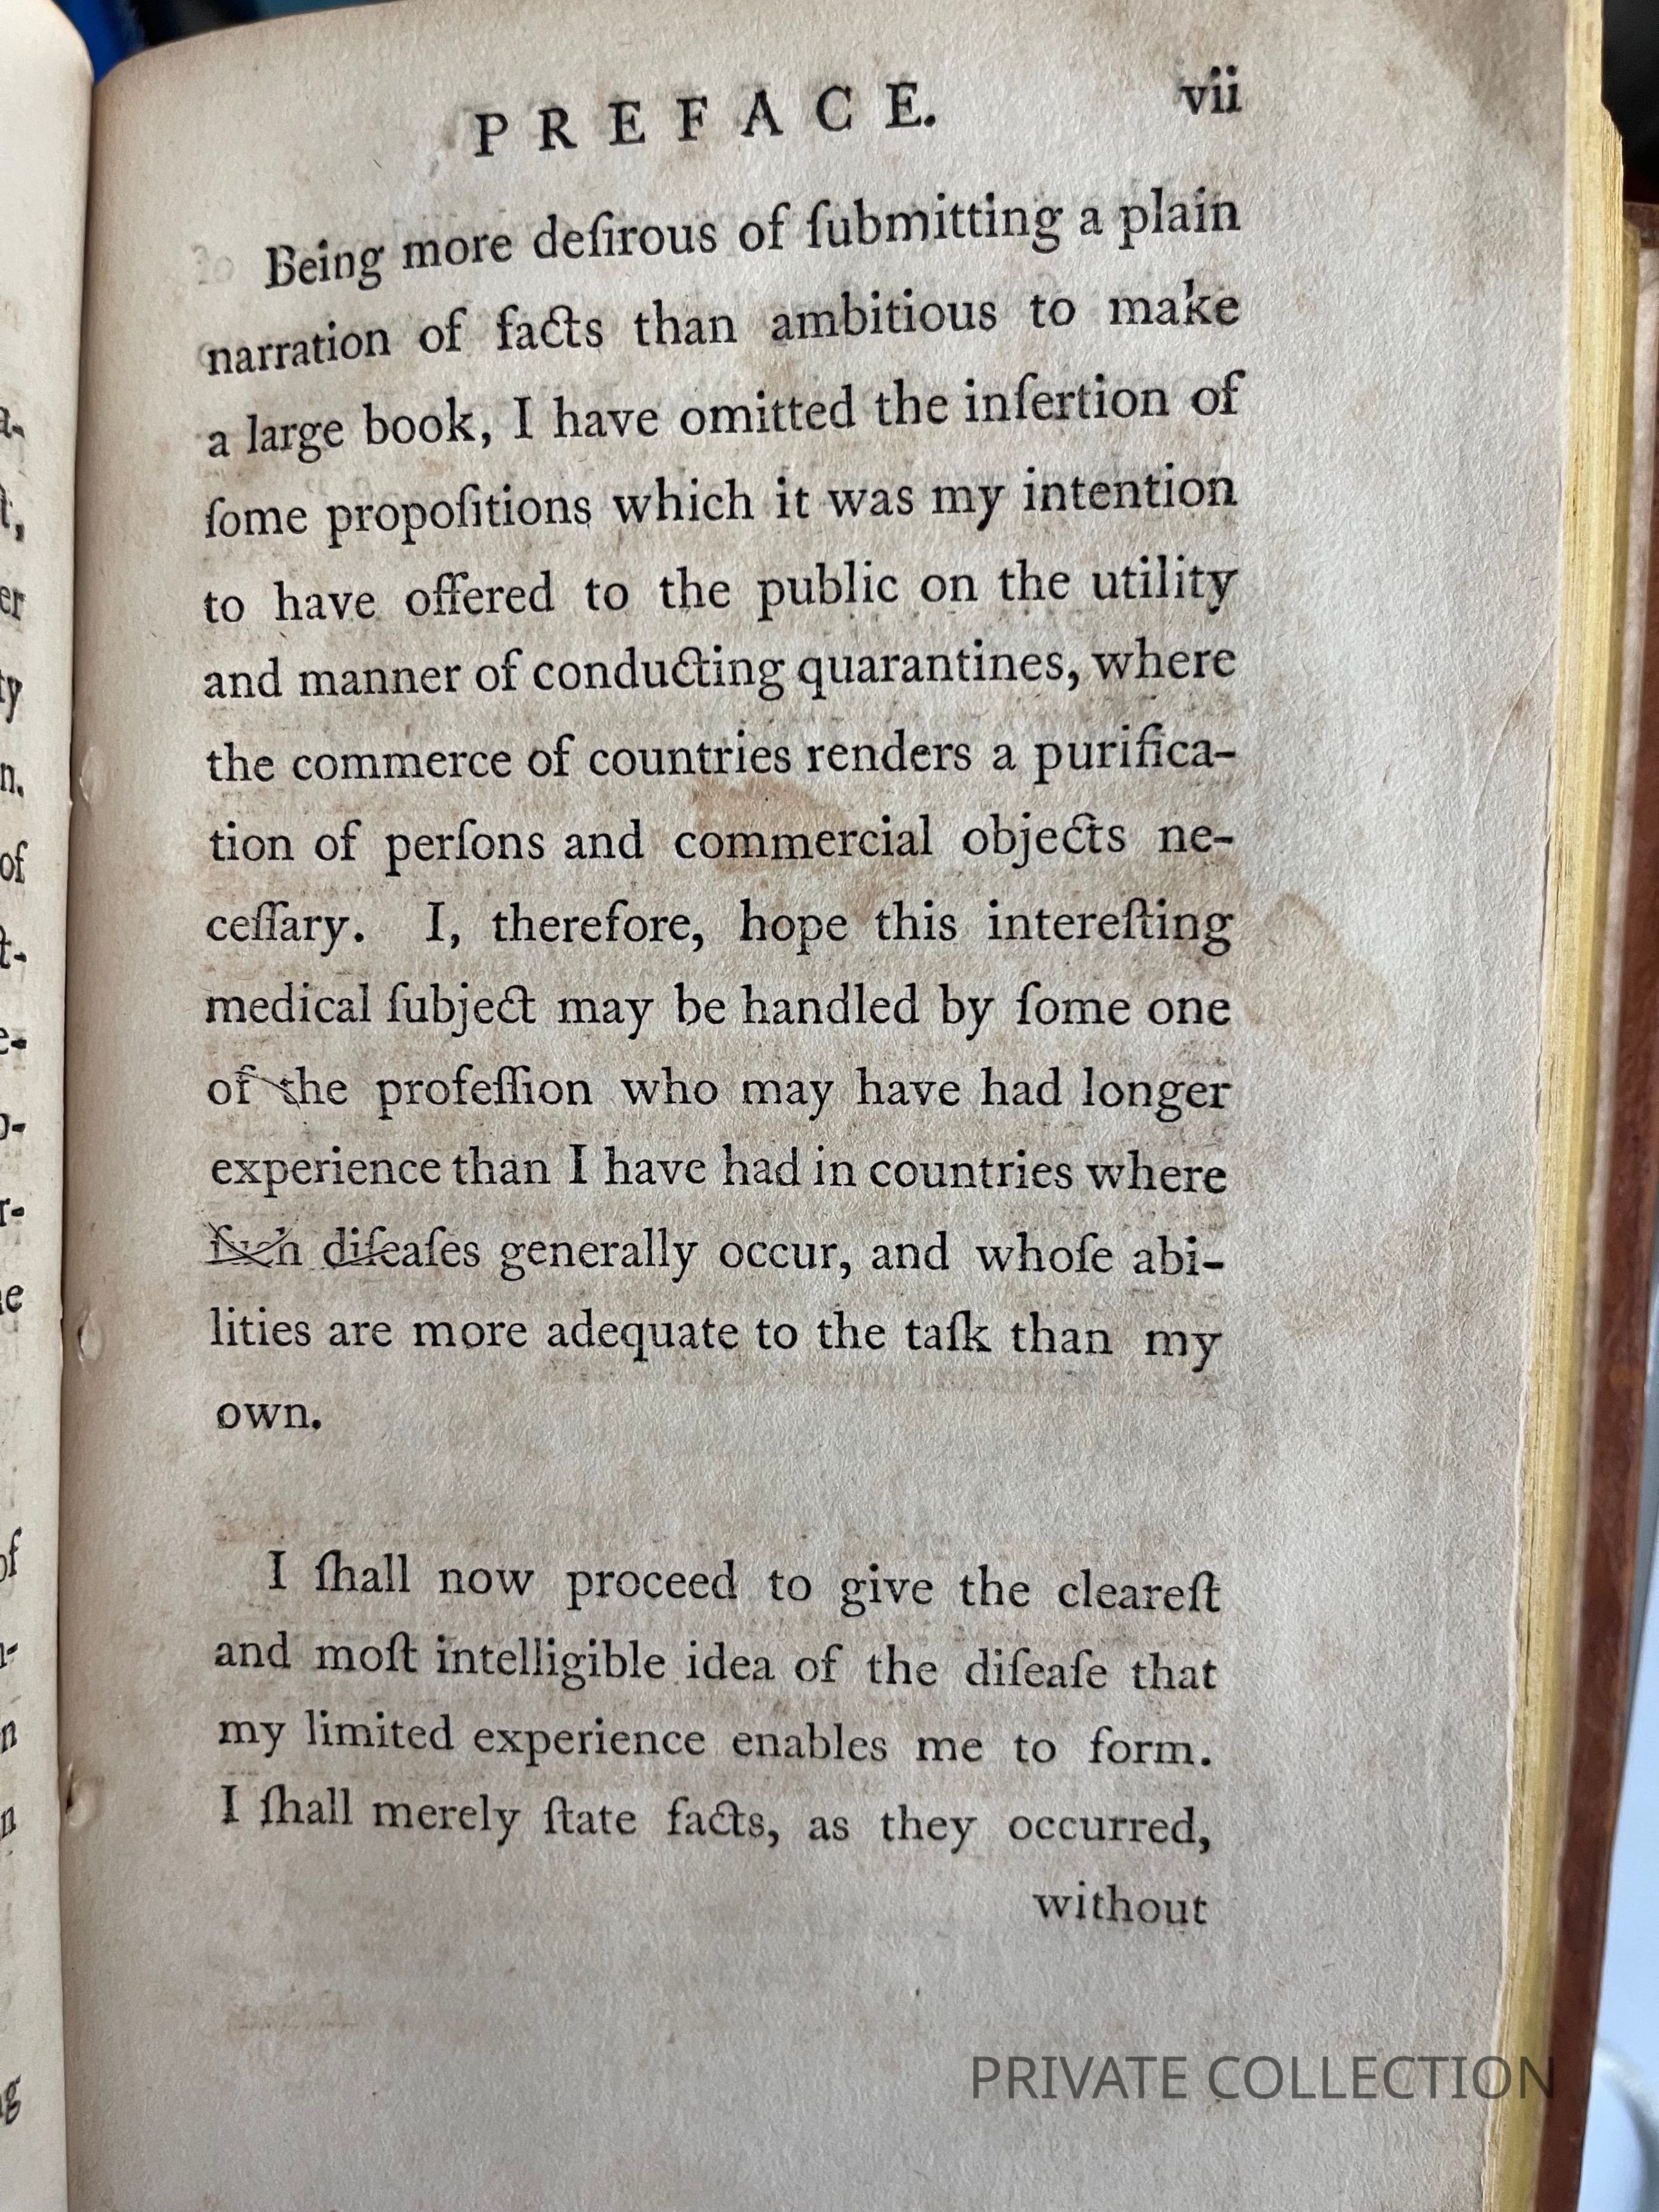 PREFACE. vii
Being more deſirous of ſubmitting a plain
narration of facts than ambitious to make
a large book, I have omitted the inſertion of
ſome propoſitions which it was my intention
to have offered to the public on the utility
and manner of conducting quarantines, where
the commerce of countries renders a purifica-
tion of perſons and commercial objects ne-
ceſſary. I, therefore, hope this intereſting
medical ſubject may be handled by ſome one
of the profeſſion who may have had longer
experience than I have had in countries where
ſuch diſeaſes generally occur, and whoſe abi-
lities are more adequate to the taſk than my
own.
I ſhall now proceed to give the cleareſt
and moſt intelligible idea of the diſeaſe that
my limited experience enables me to form.
I ſhall merely ſtate facts, as they occurred,
without
PRIVATE COLLECTION